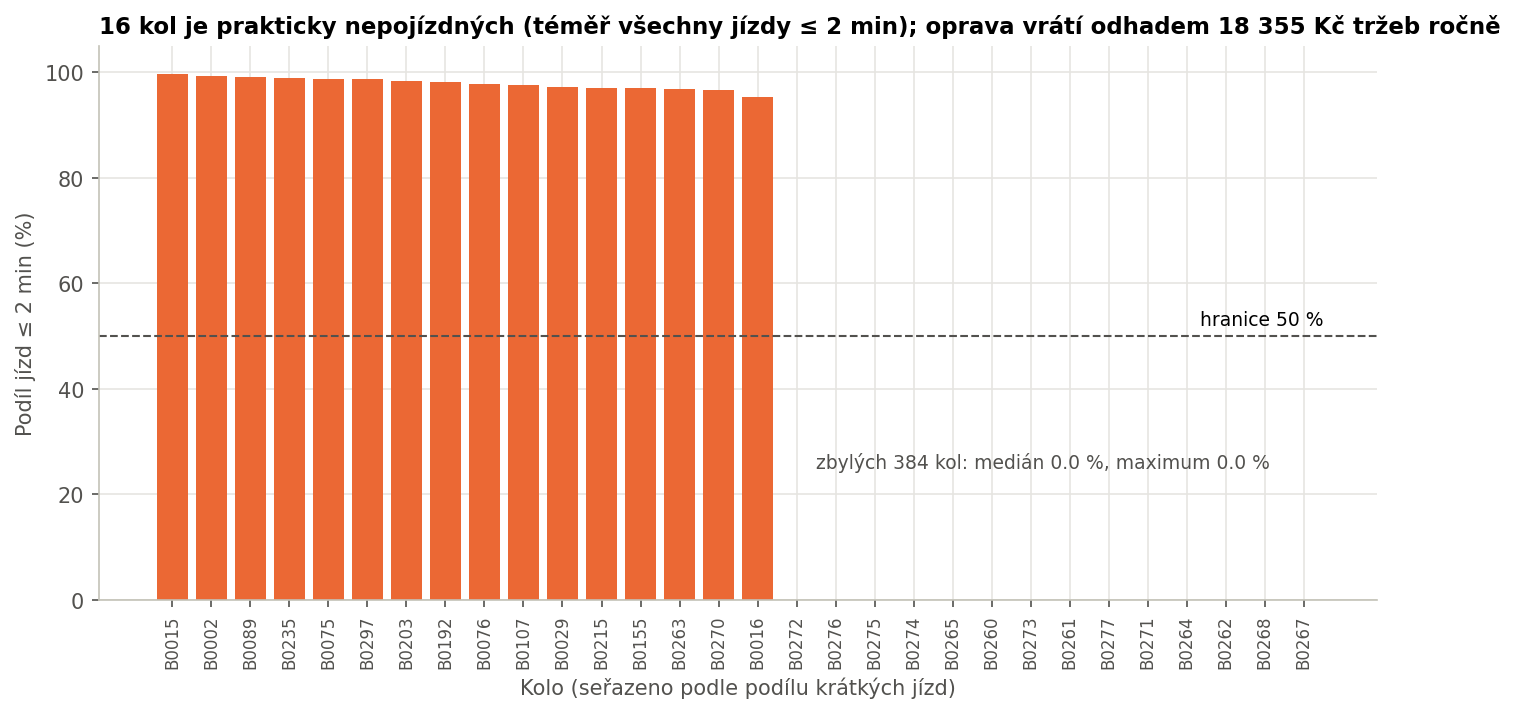 16 kol je prakticky nepojízdných (téměř všechny jízdy ≤ 2 min); oprava vrátí odhadem 18 355 Kč tržeb ročně
Podíl jízd ≤ 2 min (%)
100
80
60
40
20
0
hranice 50 %
zbylých 384 kol: medián 0.0 %, maximum 0.0 %
B0015
B0002
B0089
B0235
B0075
B0297
B0203
B0192
B0076
B0107
B0029
B0215
B0155
B0263
B0270
B0016
B0272
B0276
B0275
B0274
B0265
B0260
B0273
B0261
B0277
B0271
B0264
B0262
B0268
B0267
Kolo (seřazeno podle podílu krátkých jízd)